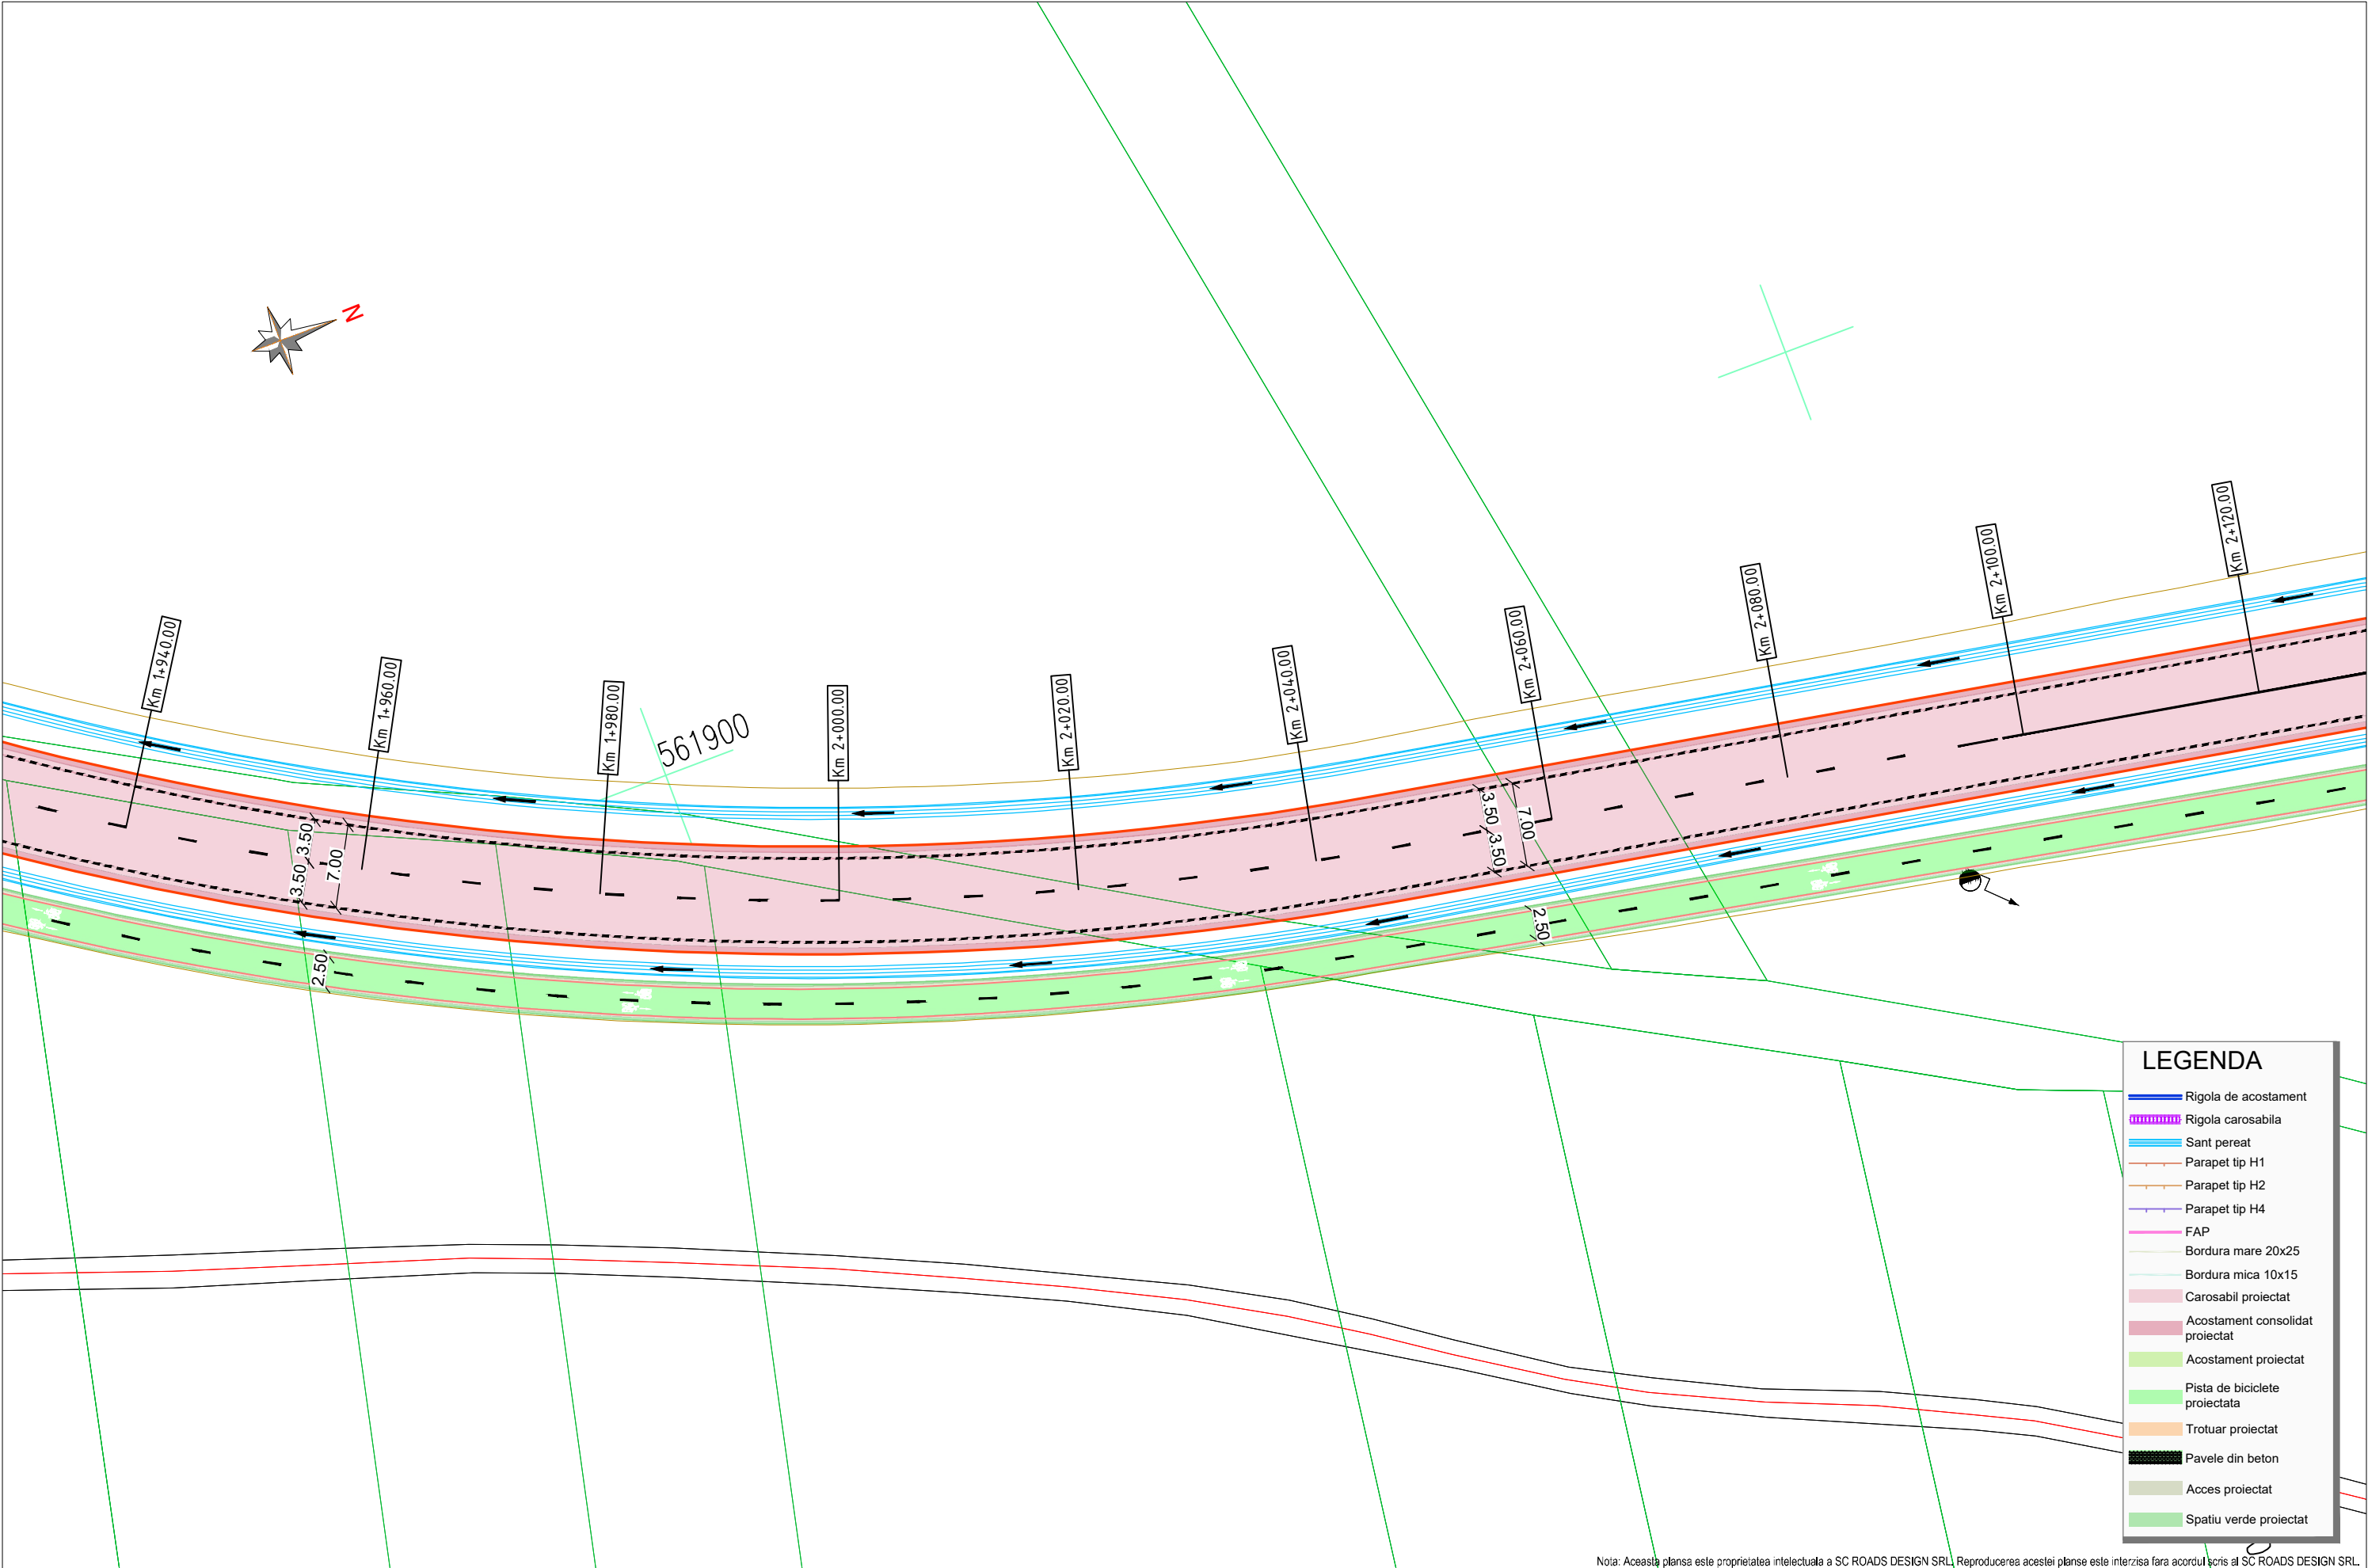 N
Km 1+940.00
Km 1+960.00
Km 1+980.00
561900
Km 2+000.00
Km 2+020.00
Km 2+040.00
Km 2+060.00
Km 2+080.00
Km 2+100.00
Km 2+120.00
3.50
3.50
7.00
2.50
3.50
3.50
7.00
2.50
LEGENDA
Rigola de acostament
Rigola carosabila
Sant pereat
Parapet tip H1
Parapet tip H2
Parapet tip H4
FAP
Bordura mare 20x25
Bordura mica 10x15
Carosabil proiectat
Acostament consolidat
proiectat
Acostament proiectat
Pista de biciclete
proiectata
Trotuar proiectat
Pavele din beton
Acces proiectat
Spatiu verde proiectat
Nota: Aceasta plansa este proprietatea intelectuala a SC ROADS DESIGN SRL. Reproducerea acestei planse este interzisa fara acordul scris al SC ROADS DESIGN SRL.